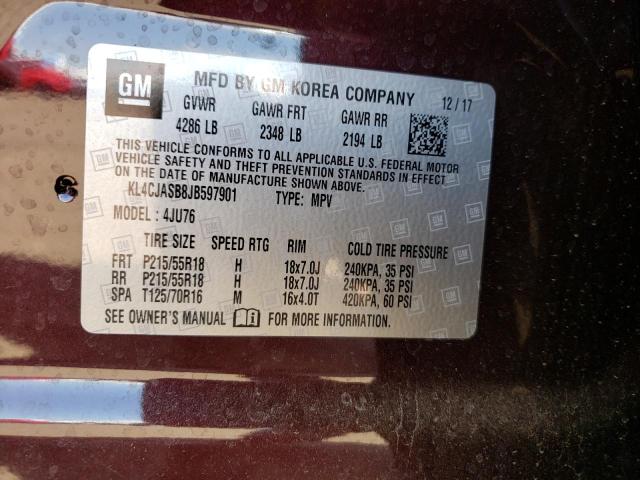 GM MFD BY GM KOREA COMPANY 12/17
GVWR GAWR FRT GAWR RR
4286 LB 2348 LB 2194 LB
THIS VEHICLE CONFORMS TO ALL APPLICABLE U.S. FEDERAL MOTOR
VEHICLE SAFETY AND THEFT PREVENTION STANDARDS IN EFFECT
ON THE DATE OF MANUFACTURE SHOWN ABOVE.
KL4CJASB8JB597901 TYPE: MPV
MODEL: 4JU76
TIRE SIZE SPEED RTG RIM COLD TIRE PRESSURE
FRT P215/55R18 H 18x7.0J 240KPA, 35 PSI
RR P215/55R18 H 18x7.0J 240KPA, 35 PSI
SPA T125/70R16 M 16x4.0T 420KPA, 60 PSI
SEE OWNER'S MANUAL FOR MORE INFORMATION.